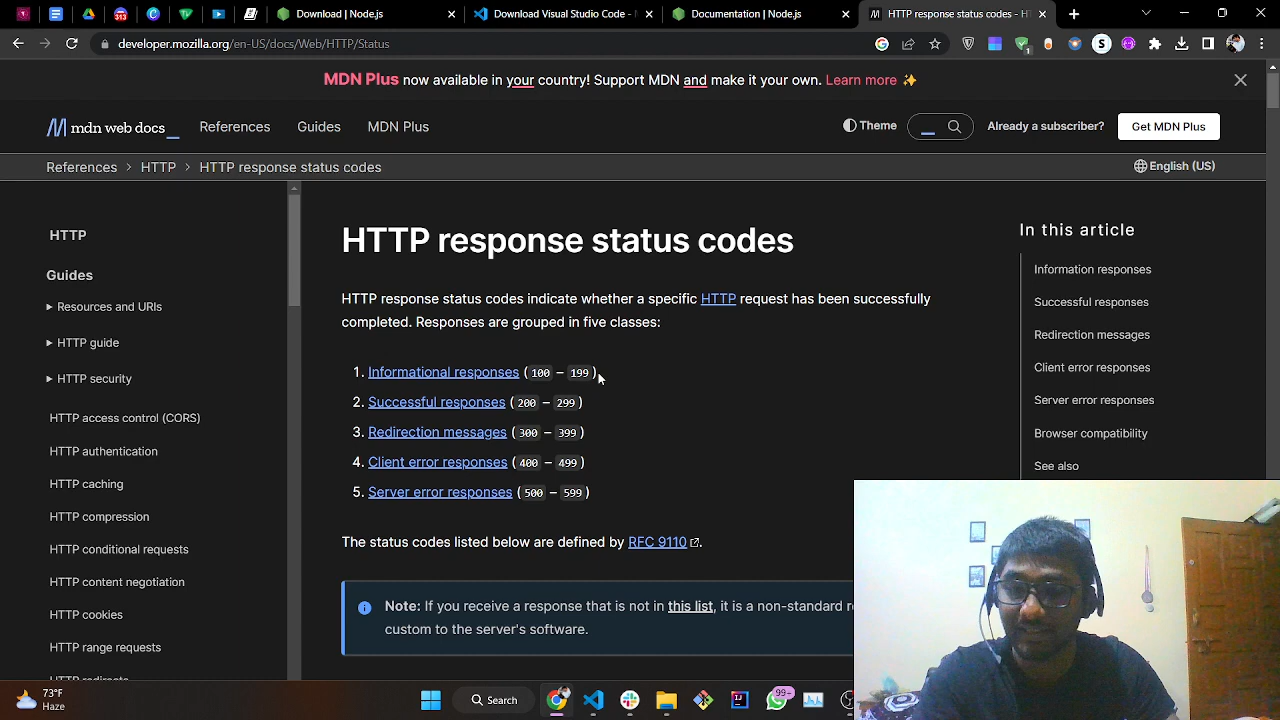 313
Download | Node.js
Download Visual Studio Code -
Documentation | Node.js
HTTP response status codes - HT
developer.mozilla.org/en-US/docs/Web/HTTP/Status
1
S
MDN Plus now available in your country! Support MDN and make it your own. Learn more ✨
mdn web docs_
References
Guides
MDN Plus
Theme
Already a subscriber?
Get MDN Plus
References > HTTP > HTTP response status codes
English (US)
HTTP
Guides
Resources and URIs
HTTP guide
HTTP security
HTTP access control (CORS)
HTTP authentication
HTTP caching
HTTP compression
HTTP conditional requests
HTTP content negotiation
HTTP cookies
HTTP range requests
HTTP redirects
HTTP response status codes
HTTP response status codes indicate whether a specific HTTP request has been successfully
completed. Responses are grouped in five classes:
1. Informational responses (100 – 199)
2. Successful responses (200 – 299)
3. Redirection messages (300 – 399)
4. Client error responses (400 – 499)
5. Server error responses (500 – 599)
The status codes listed below are defined by RFC 9110.
Note: If you receive a response that is not in this list, it is a non-standard re
custom to the server's software.
In this article
Information responses
Successful responses
Redirection messages
Client error responses
Server error responses
Browser compatibility
See also
73°F
Haze
Search
99+